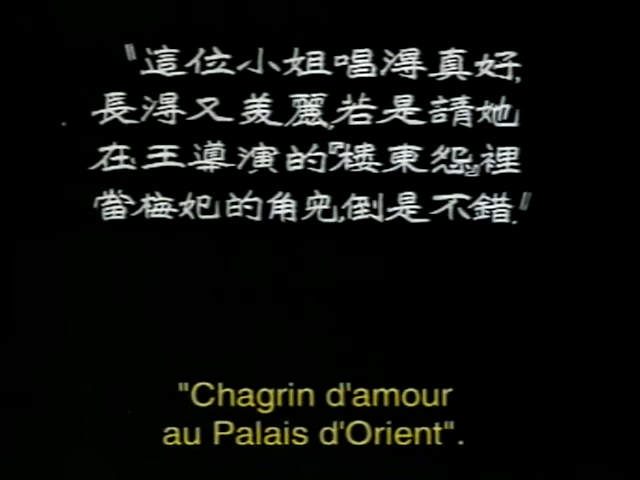 "這位小姐唱得真好,
長得又美麗,若是請她
在王導演的『樓東怨』裡
當梅妃的角兒,倒是不錯."
"Chagrin d'amour
au Palais d'Orient".